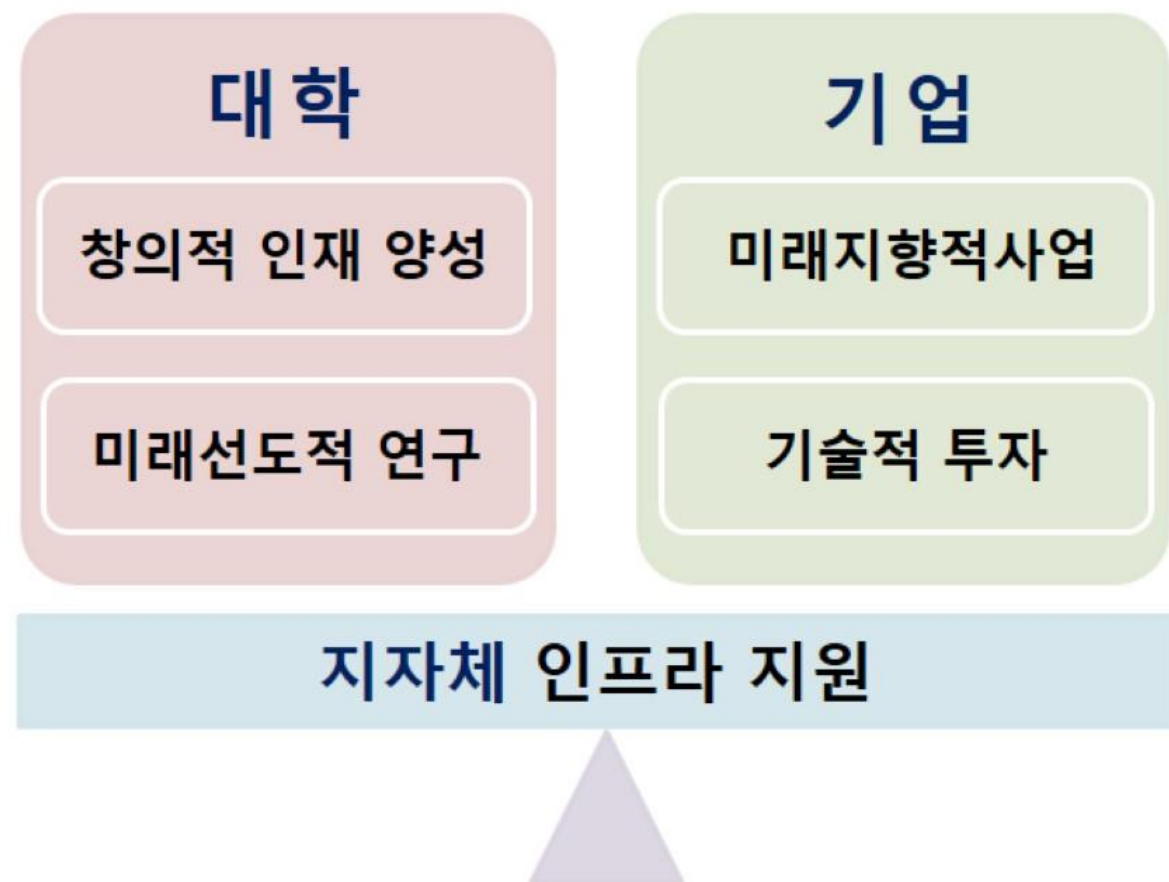 대학
창의적 인재 양성
미래선도적 연구
기업
미래지향적사업
기술적 투자
지자체 인프라 지원